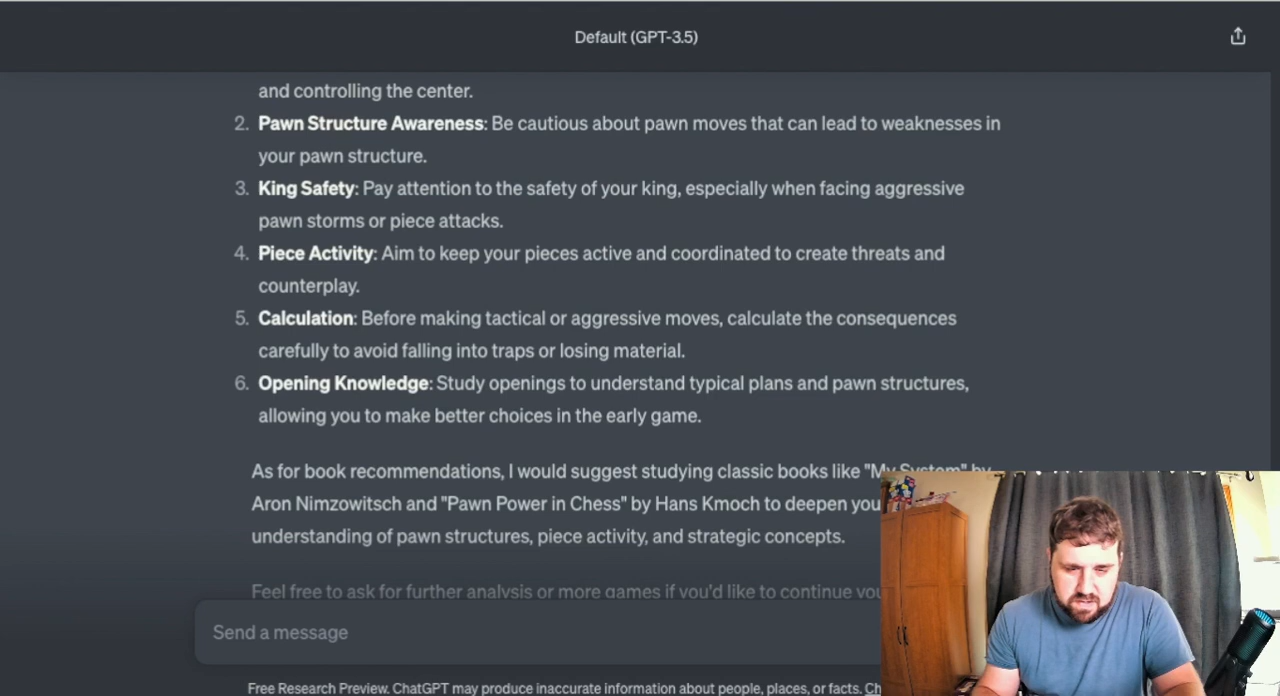 Default (GPT-3.5)
and controlling the center.
2. Pawn Structure Awareness: Be cautious about pawn moves that can lead to weaknesses in
your pawn structure.
3. King Safety: Pay attention to the safety of your king, especially when facing aggressive
pawn storms or piece attacks.
4. Piece Activity: Aim to keep your pieces active and coordinated to create threats and
counterplay.
5. Calculation: Before making tactical or aggressive moves, calculate the consequences
carefully to avoid falling into traps or losing material.
6. Opening Knowledge: Study openings to understand typical plans and pawn structures,
allowing you to make better choices in the early game.
As for book recommendations, I would suggest studying classic books like "My System" by
Aron Nimzowitsch and "Pawn Power in Chess" by Hans Kmoch to deepen you
understanding of pawn structures, piece activity, and strategic concepts.
Feel free to ask for further analysis or more games if you'd like to continue you
Send a message
Free Research Preview. ChatGPT may produce inaccurate information about people, places, or facts. Ch